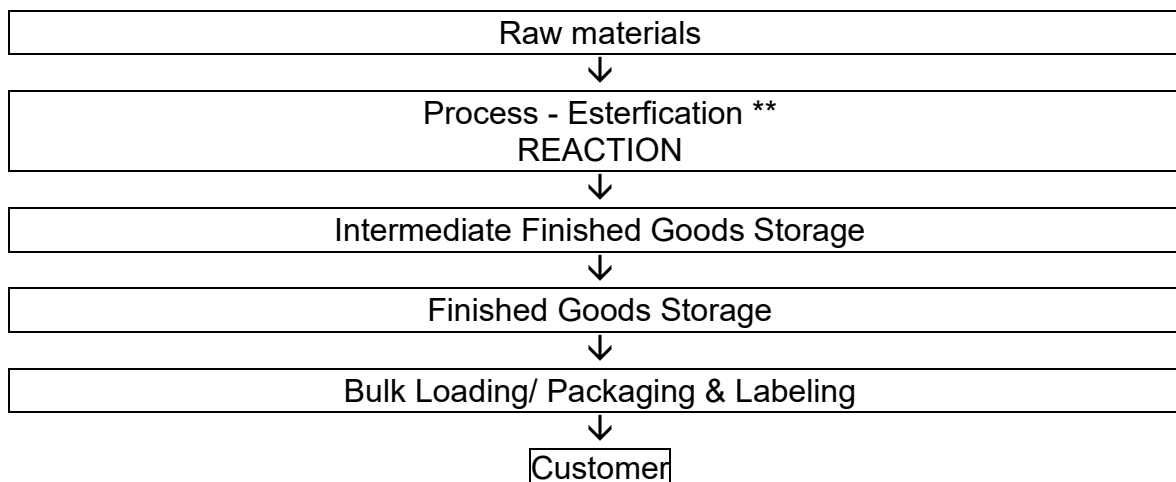 Raw materials
↓
Process - Esterfication **
REACTION
↓
Intermediate Finished Goods Storage
↓
Finished Goods Storage
↓
Bulk Loading/ Packaging & Labeling
↓
Customer